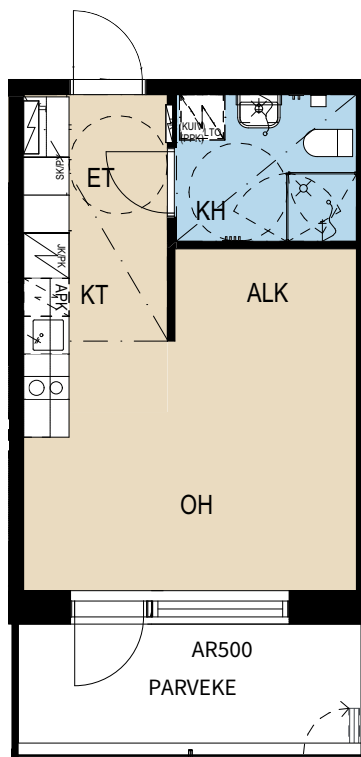 KUIV
(PPK)
LTO
SK/PK
ET
KH
JK/PK
APK
KT
ALK
OH
AR500
PARVEKE